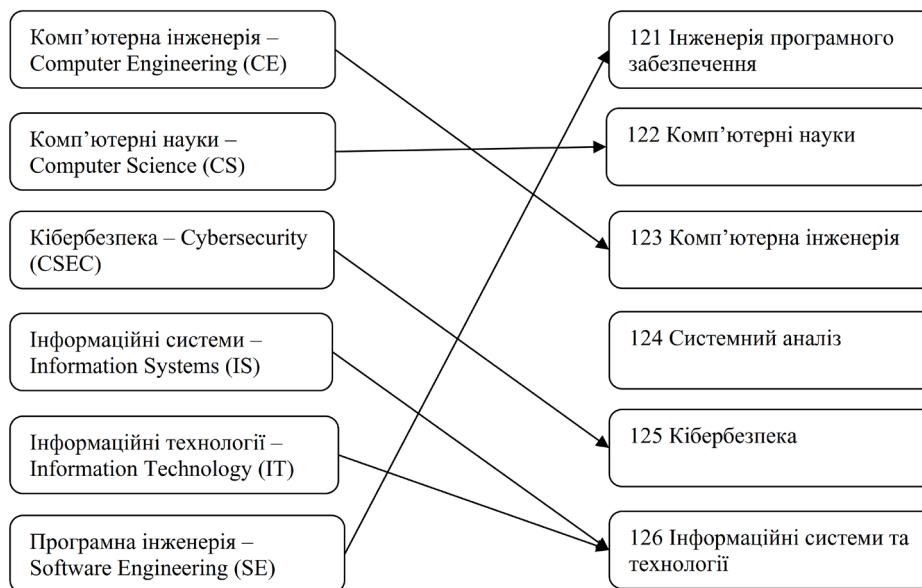 Комп’ютерна інженерія –
Computer Engineering (CE)
Комп’ютерні науки –
Computer Science (CS)
Кібербезпека – Cybersecurity
(CSEC)
Інформаційні системи –
Information Systems (IS)
Інформаційні технології –
Information Technology (IT)
Програмна інженерія –
Software Engineering (SE)
121 Інженерія програмного
забезпечення
122 Комп’ютерні науки
123 Комп’ютерна інженерія
124 Системний аналіз
125 Кібербезпека
126 Інформаційні системи та
технології